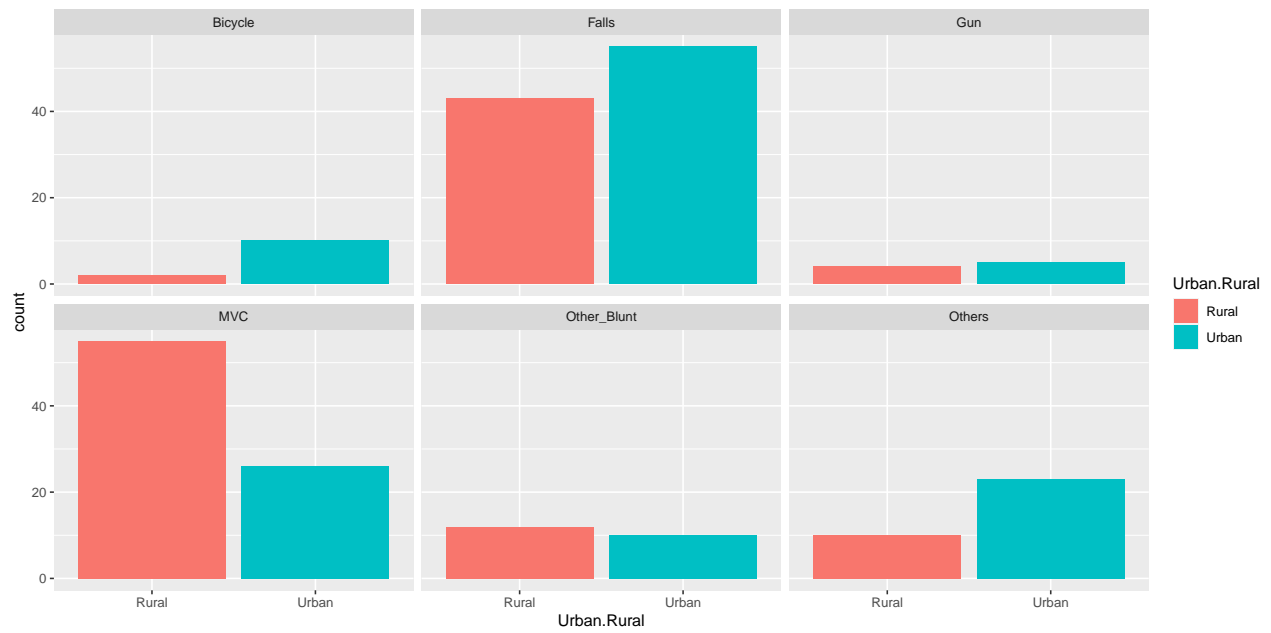 Bicycle
Falls
Gun
40
20
0
MVC
Other_Blunt
Others
40
20
0
Rural
Urban
Rural
Urban
Rural
Urban
Urban.Rural
count
Urban.Rural
Rural
Urban